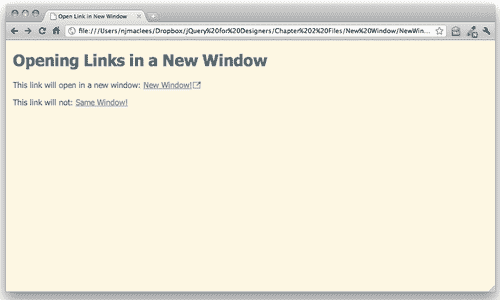 Open Link in New Window
file:///Users/njmaclees/Dropbox/jQuery%20for%20Designers/Chapter%202%20Files/New%20Window/NewWin...
Opening Links in a New Window
This link will open in a new window: New Window!
This link will not: Same Window!